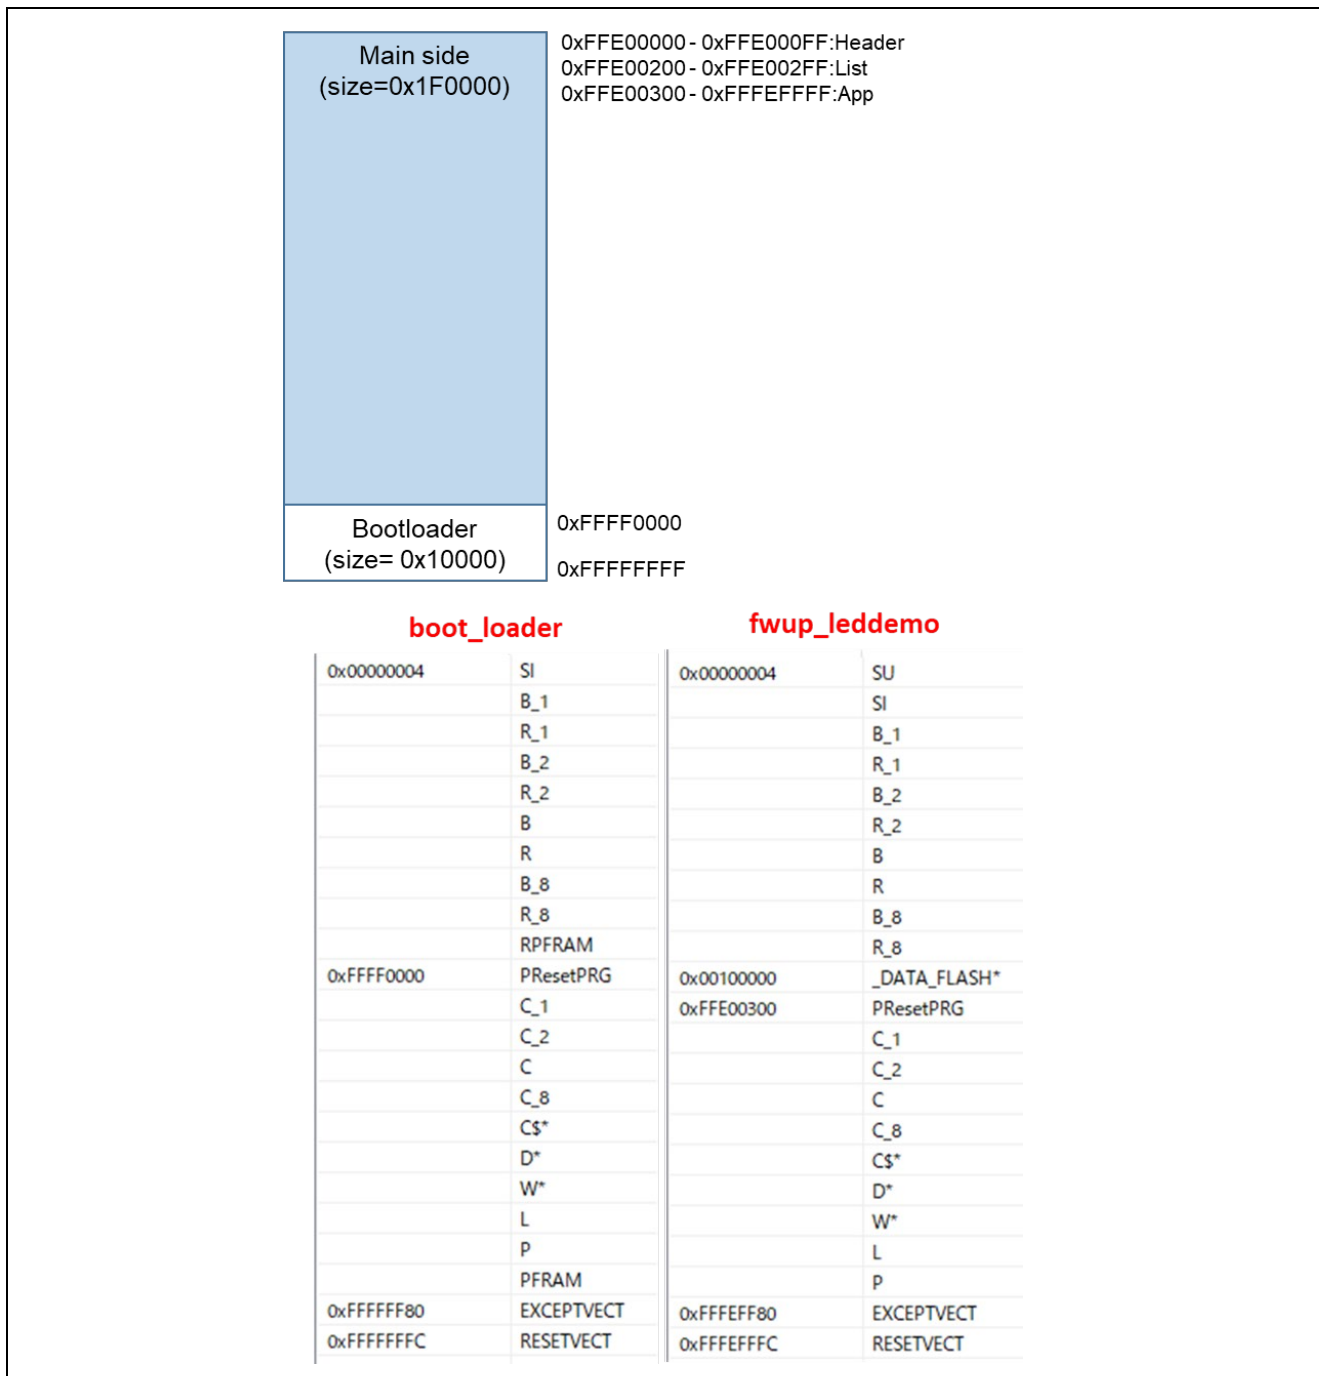 Main side
(size=0x1F0000)
0xFFE00000 - 0xFFE000FF:Header
0xFFE00200 - 0xFFE002FF:List
0xFFE00300 - 0xFFFEFFFF:App
Bootloader
(size= 0x10000)
0xFFFF0000
0xFFFFFFFF
boot_loader
0x00000004 SI
B_1
R_1
B_2
R_2
B
R
B_8
R_8
RPFRAM
0xFFFF0000 PResetPRG
C_1
C_2
C
C_8
C$*
D*
W*
L
P
PFRAM
0xFFFFFF80 EXCEPTVECT
0xFFFFFFFC RESETVECT
fwup_leddemo
0x00000004 SU
SI
B_1
R_1
B_2
R_2
B
R
B_8
R_8
0x00100000 _DATA_FLASH*
0xFFE00300 PResetPRG
C_1
C_2
C
C_8
C$*
D*
W*
L
P
0xFFFEFF80 EXCEPTVECT
0xFFFEFFFC RESETVECT